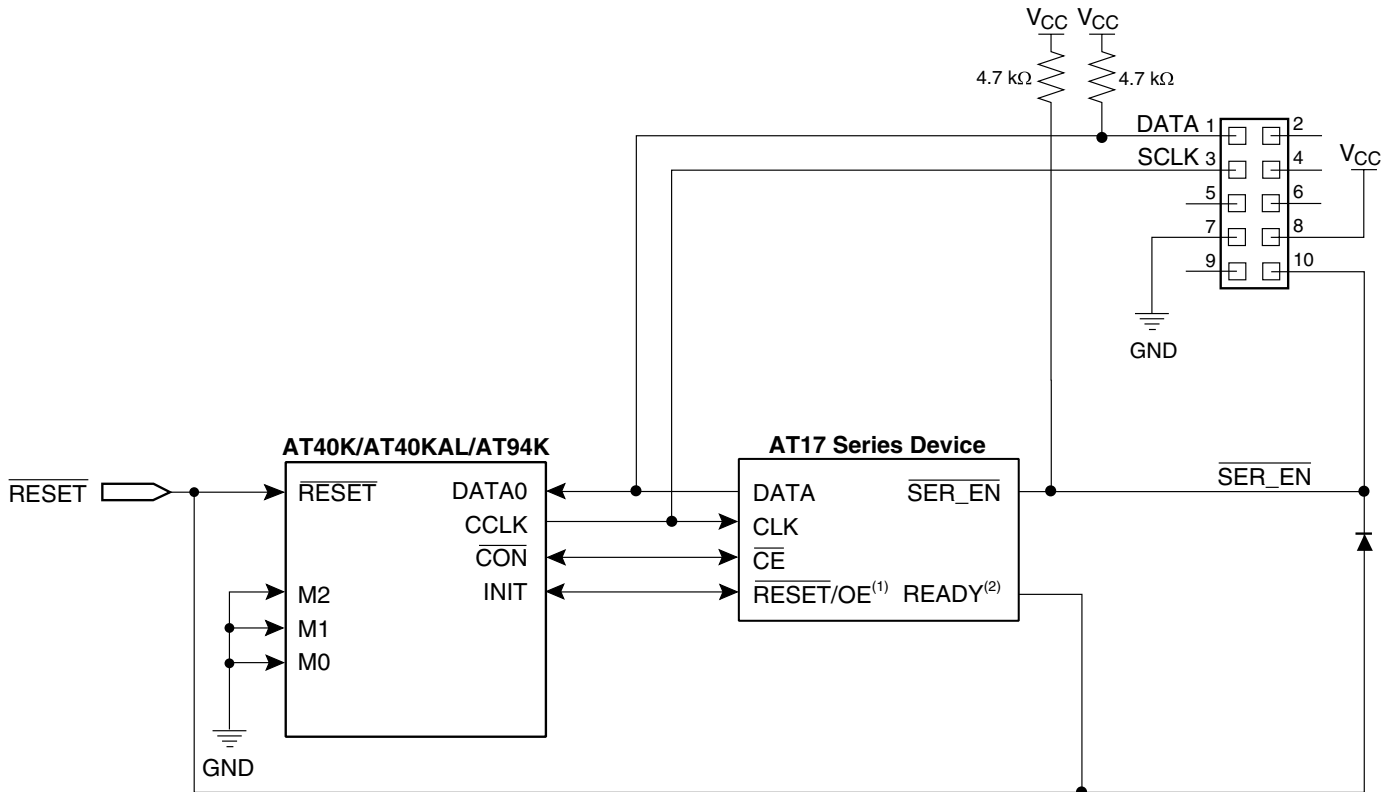 VCC VCC
4.7 kΩ 4.7 kΩ
DATA 1 2
SCLK 3 4 VCC
5 6
7 8
9 10
GND
AT40K/AT40KAL/AT94K AT17 Series Device
RESET RESET DATA0 DATA SER_EN SER_EN
CCLK CLK
CON CE
M2 INIT RESET/OE(1) READY(2)
M1
M0
GND